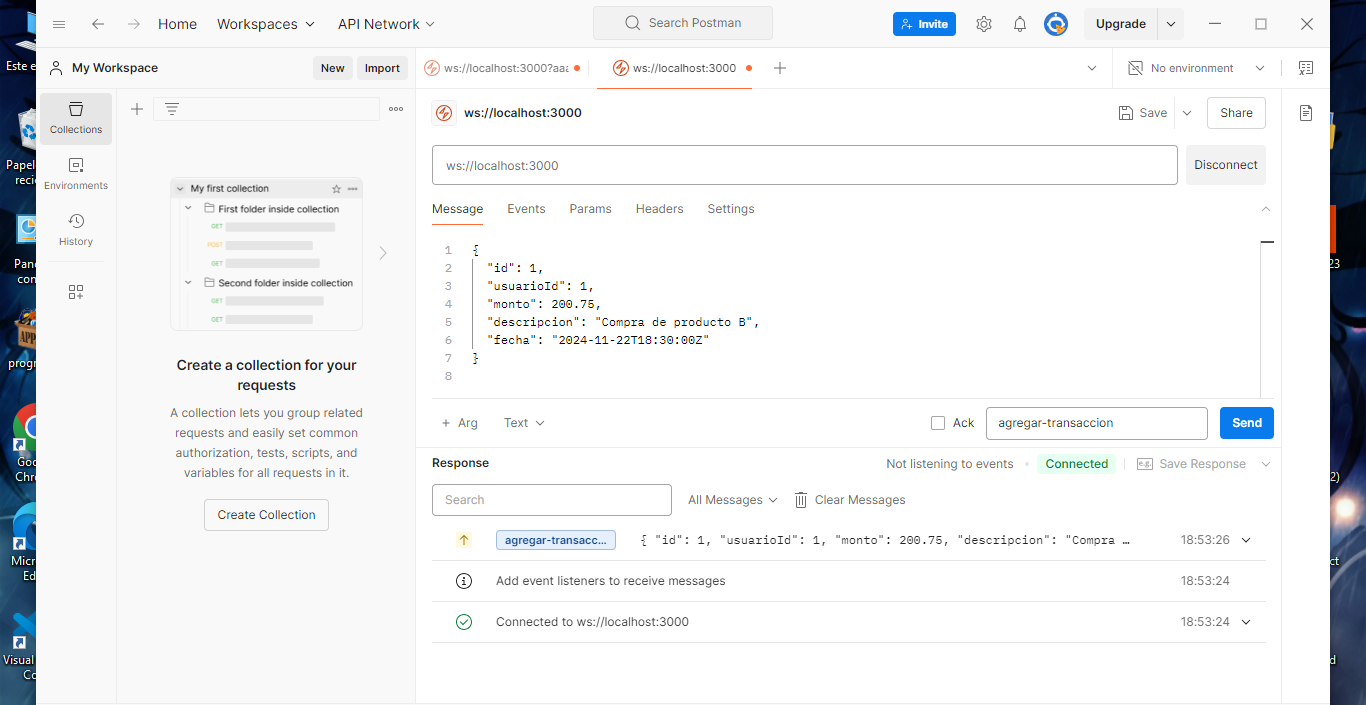 Home
Workspaces
API Network
Search Postman
Invite
Upgrade
Este e
My Workspace
New
Import
ws://localhost:3000?aaa
ws://localhost:3000
No environment
Collections
Environments
History
My first collection
First folder inside collection
GET
POST
GET
Second folder inside collection
GET
GET
Create a collection for your
requests
A collection lets you group related
requests and easily set common
authorization, tests, scripts, and
variables for all requests in it.
Create Collection
ws://localhost:3000
Save
Share
ws://localhost:3000
Disconnect
Message
Events
Params
Headers
Settings
1 {
2 "id": 1,
3 "usuarioId": 1,
4 "monto": 200.75,
5 "descripcion": "Compra de producto B",
6 "fecha": "2024-11-22T18:30:00Z"
7 }
8
+ Arg
Text
Ack
agregar-transaccion
Send
Response
Not listening to events
Connected
e.g.
Save Response
Search
All Messages
Clear Messages
agregar-transacc...
{ "id": 1, "usuarioId": 1, "monto": 200.75, "descripcion": "Compra …
18:53:26
Add event listeners to receive messages
18:53:24
Connected to ws://localhost:3000
18:53:24
Papel
reci
Pan
con
progr
Goo
Chr
Micr
Ed
Visual
Co
23
2)
ct
d